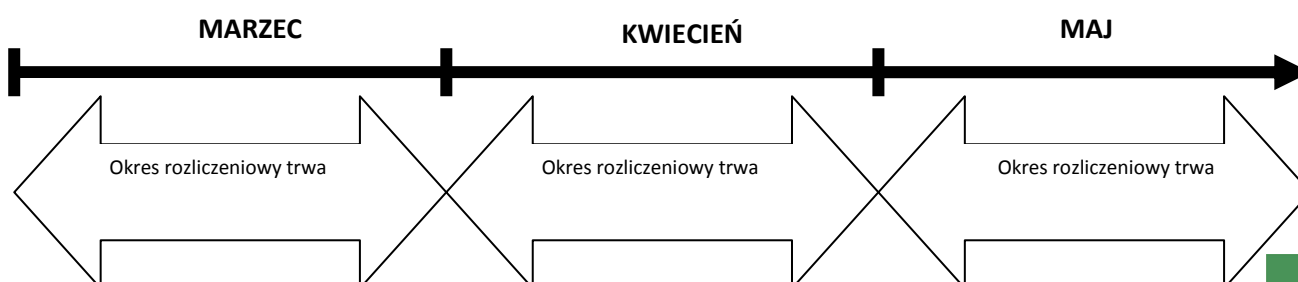 MARZEC
KWIECIEŃ
MAJ
Okres rozliczeniowy trwa
Okres rozliczeniowy trwa
Okres rozliczeniowy trwa